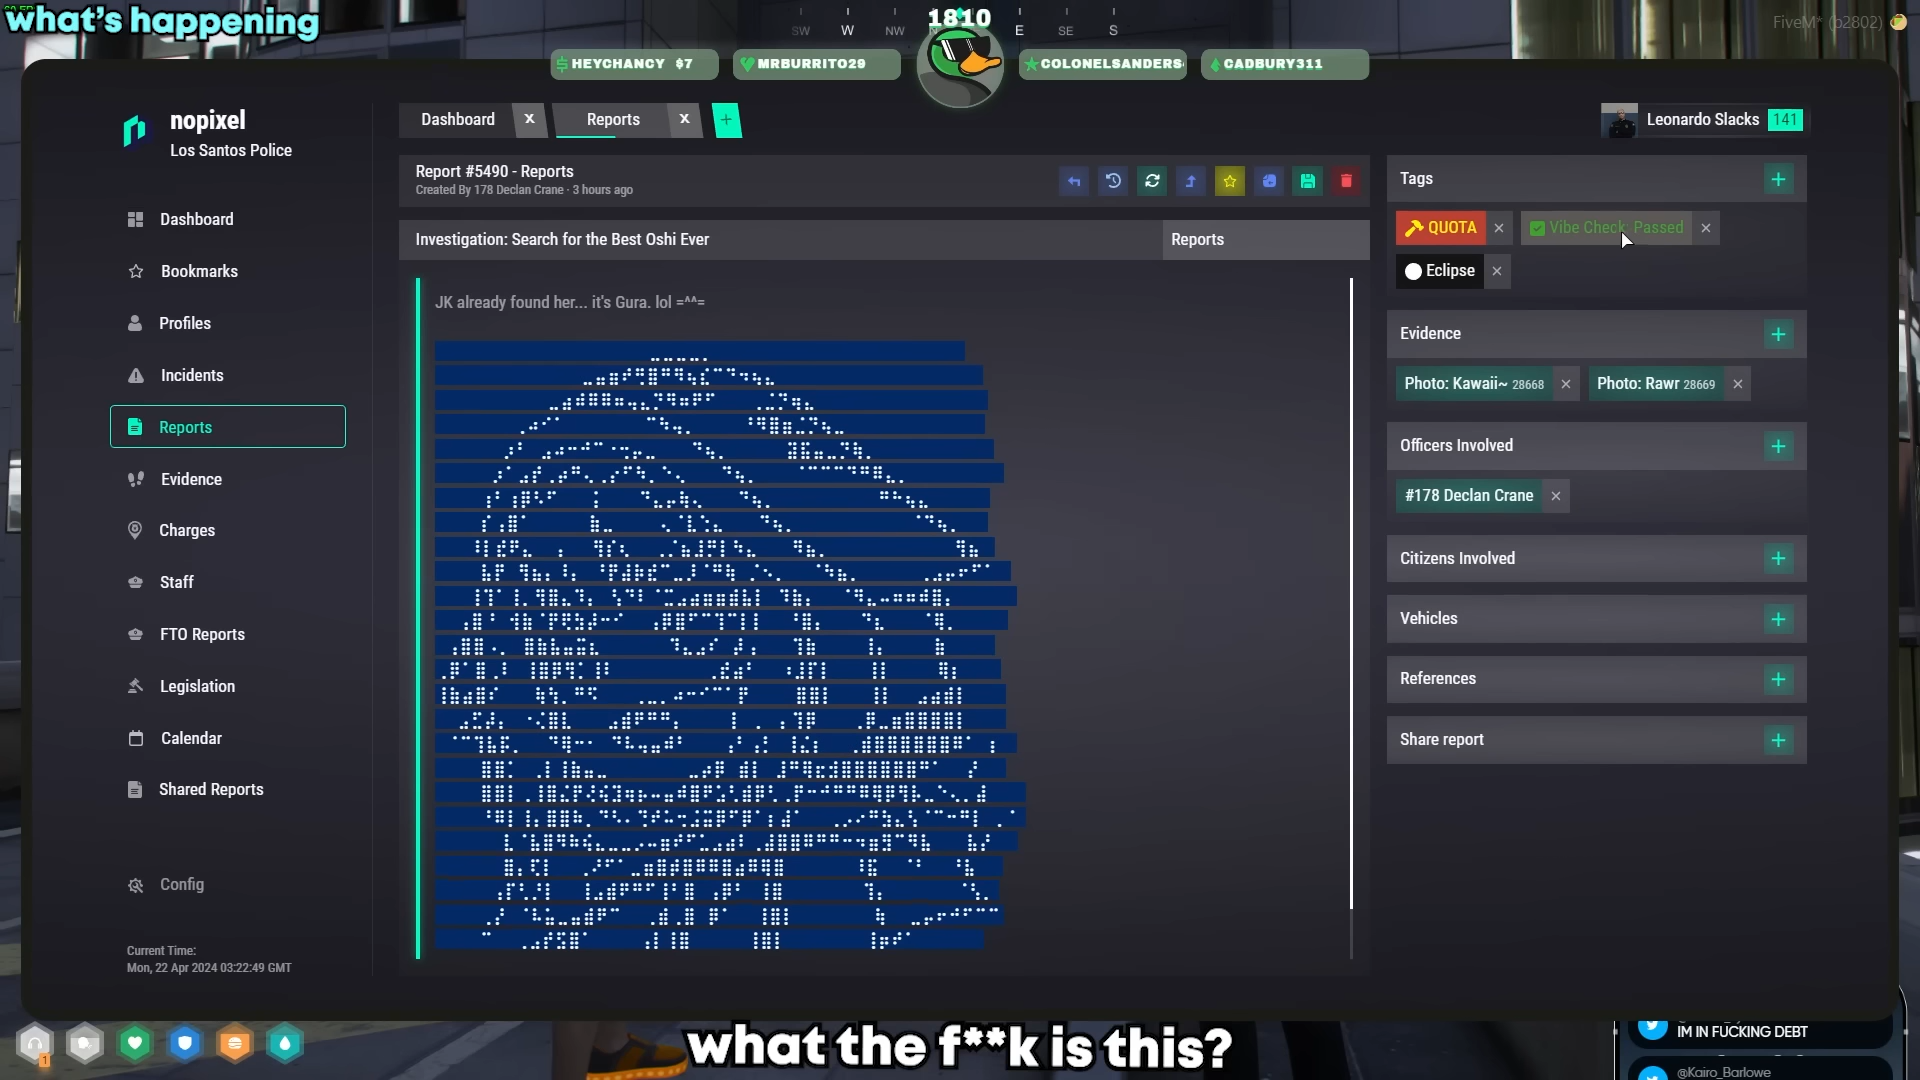 what's happening
1810
SW W NW E SE S
FiveM* (b2802)
HEYCHANCY $7
MRBURRITO29
COLONELSANDERS
CADBURY311
nopixel
Los Santos Police
Dashboard x
Reports x
+
Leonardo Slacks 141
Report #5490 - Reports
Created By 178 Declan Crane · 3 hours ago
Investigation: Search for the Best Oshi Ever
Reports
JK already found her... it's Gura. lol =^^=
Dashboard
Bookmarks
Profiles
Incidents
Reports
Evidence
Charges
Staff
FTO Reports
Legislation
Calendar
Shared Reports
Config
Current Time:
Mon, 22 Apr 2024 03:22:49 GMT
Tags
QUOTA
Vibe Check: Passed
Eclipse
Evidence
Photo: Kawaii~ 28668
Photo: Rawr 28669
Officers Involved
#178 Declan Crane
Citizens Involved
Vehicles
References
Share report
1
what the f**k is this?
IM IN FUCKING DEBT
@Kairo_Barlowe